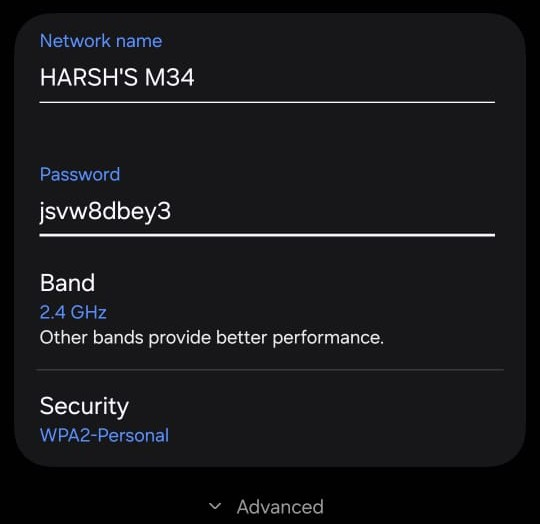 Network name
HARSH'S M34
Password
jsvw8dbey3
Band
2.4 GHz
Other bands provide better performance.
Security
WPA2-Personal
Advanced